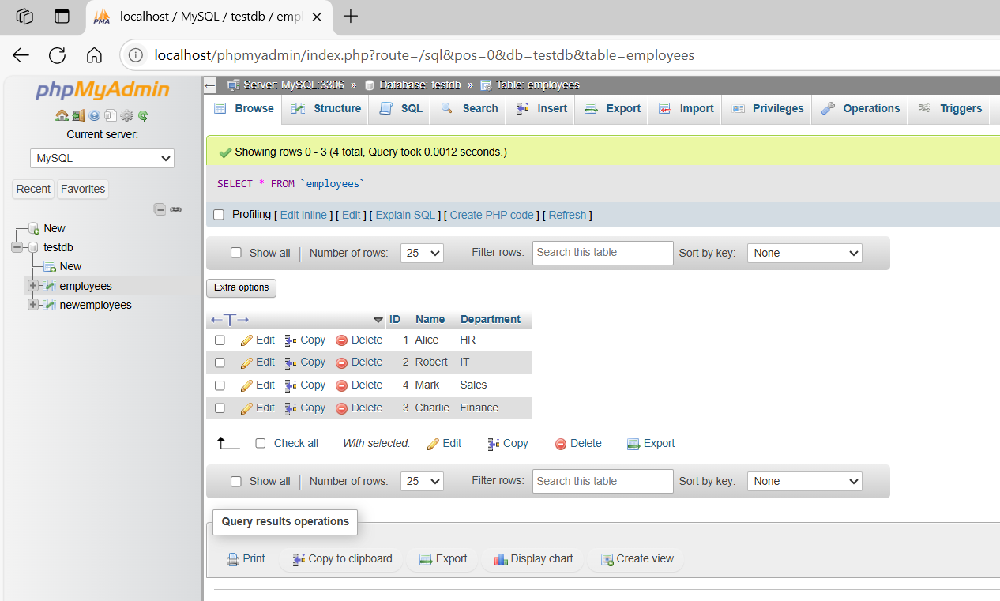 PMA localhost / MySQL / testdb / emp
localhost/phpmyadmin/index.php?route=/sql&pos=0&db=testdb&table=employees
phpMyAdmin
Current server:
MySQL
Recent Favorites
New
testdb
New
employees
newemployees
Server: MySQL:3306 » Database: testdb » Table: employees
Browse Structure SQL Search Insert Export Import Privileges Operations Triggers
Showing rows 0 - 3 (4 total, Query took 0.0012 seconds.)
SELECT * FROM `employees`
Profiling [ Edit inline ] [ Edit ] [ Explain SQL ] [ Create PHP code ] [ Refresh ]
Show all | Number of rows: 25 Filter rows: Search this table Sort by key: None
Extra options
←T→ ID Name Department
Edit Copy Delete 1 Alice HR
Edit Copy Delete 2 Robert IT
Edit Copy Delete 4 Mark Sales
Edit Copy Delete 3 Charlie Finance
Check all With selected: Edit Copy Delete Export
Show all | Number of rows: 25 Filter rows: Search this table Sort by key: None
Query results operations
Print Copy to clipboard Export Display chart Create view